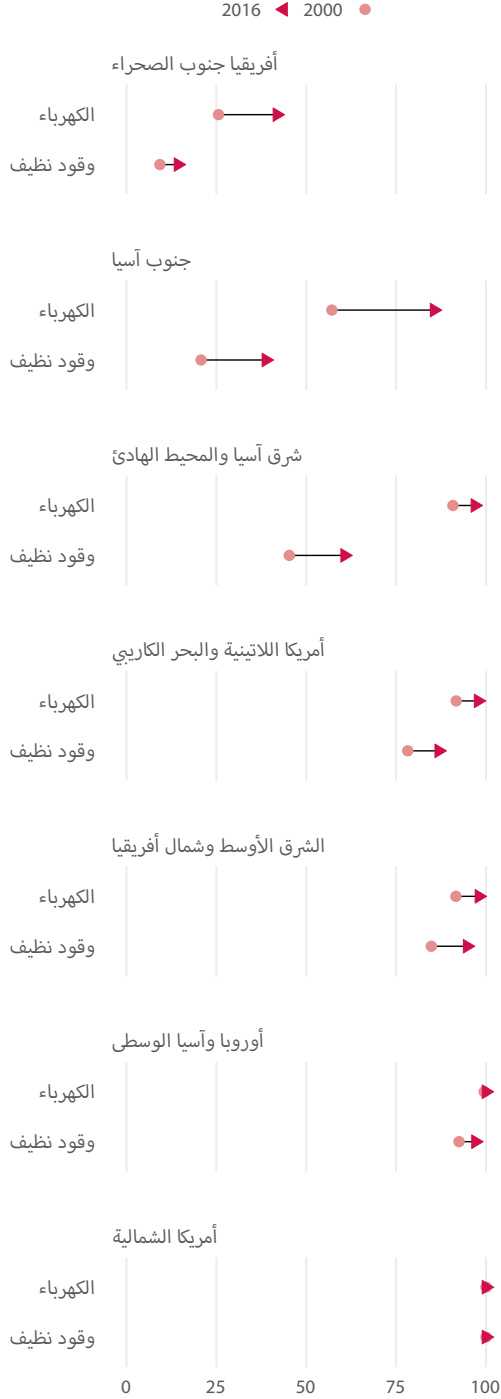 2000 2016
أفريقيا جنوب الصحراء
الكهرباء
وقود نظيف
جنوب آسيا
الكهرباء
وقود نظيف
شرق آسيا والمحيط الهادئ
الكهرباء
وقود نظيف
أمريكا اللاتينية والبحر الكاريبي
الكهرباء
وقود نظيف
الشرق الأوسط وشمال أفريقيا
الكهرباء
وقود نظيف
أوروبا وآسيا الوسطى
الكهرباء
وقود نظيف
أمريكا الشمالية
الكهرباء
وقود نظيف
0 25 50 75 100